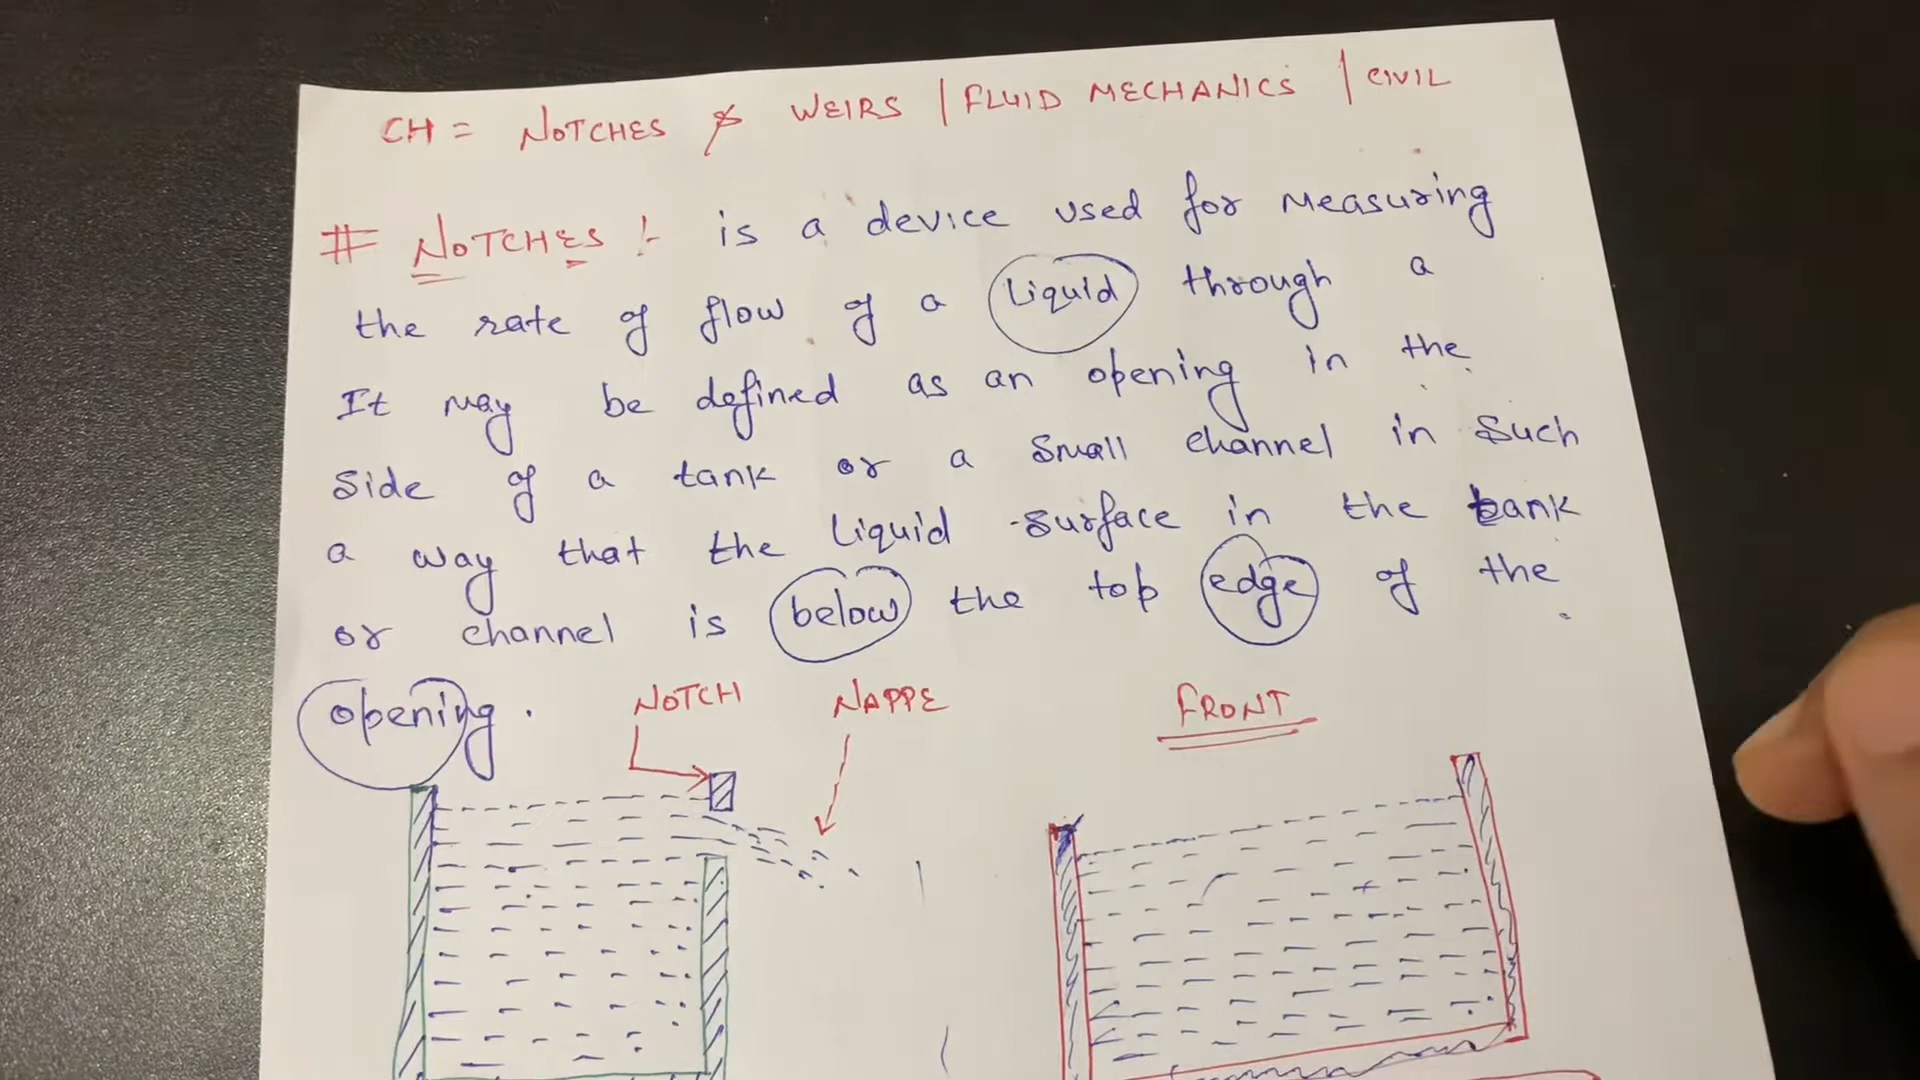 CH = NOTCHES & WEIRS | FLUID MECHANICS | CIVIL
# NOTCHES :- is a device used for measuring
the rate of flow of a liquid through a
It may be defined as an opening in the
side of a tank or a small channel in such
a way that the liquid surface in the tank
or channel is below the top edge of the
opening.
NOTCH NAPPE FRONT